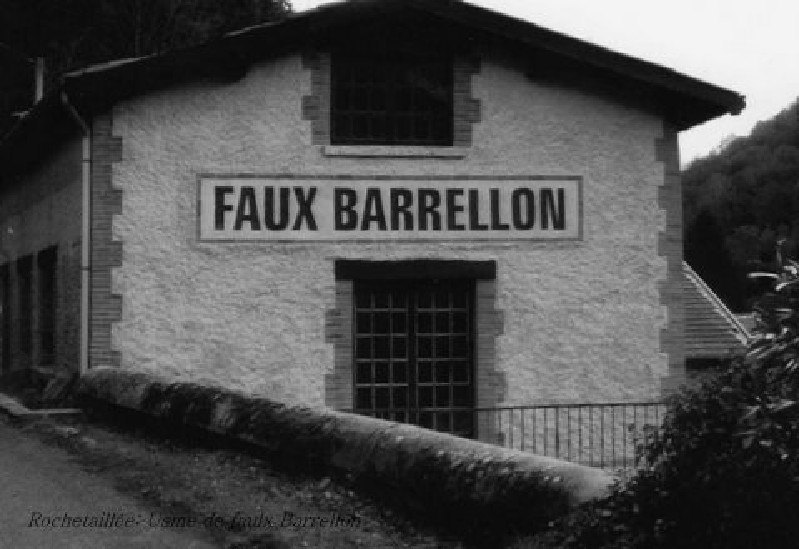 FAUX BARRELLON
Rochetaillée: Usine de faulx Barrellon